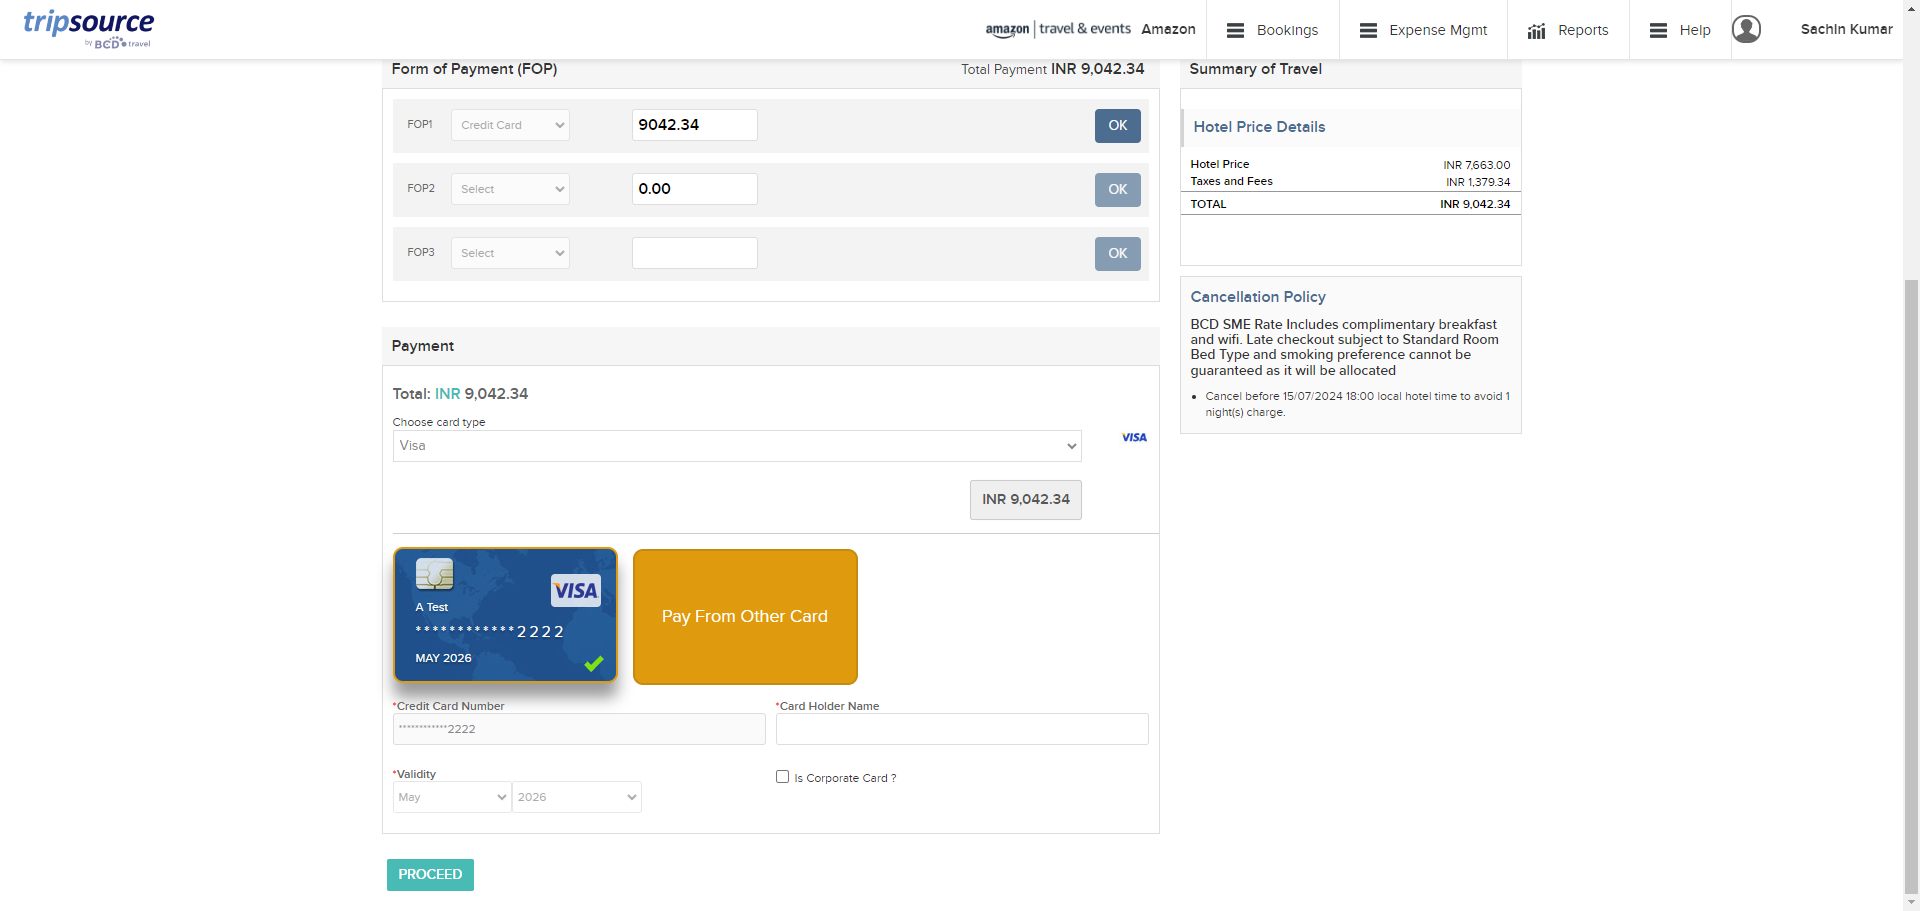 tripsource
by BCD travel
amazon | travel & events Amazon
Bookings
Expense Mgmt
Reports
Help
Sachin Kumar
Form of Payment (FOP)
Total Payment INR 9,042.34
FOP1 Credit Card 9042.34 OK
FOP2 Select 0.00 OK
FOP3 Select OK
Payment
Total: INR 9,042.34
Choose card type
Visa
VISA
INR 9,042.34
VISA
A Test
************2222
MAY 2026
Pay From Other Card
*Credit Card Number
************2222
*Card Holder Name
*Validity
May 2026
Is Corporate Card ?
PROCEED
Summary of Travel
Hotel Price Details
Hotel Price INR 7,663.00
Taxes and Fees INR 1,379.34
TOTAL INR 9,042.34
Cancellation Policy
BCD SME Rate Includes complimentary breakfast
and wifi. Late checkout subject to Standard Room
Bed Type and smoking preference cannot be
guaranteed as it will be allocated
• Cancel before 15/07/2024 18:00 local hotel time to avoid 1
night(s) charge.